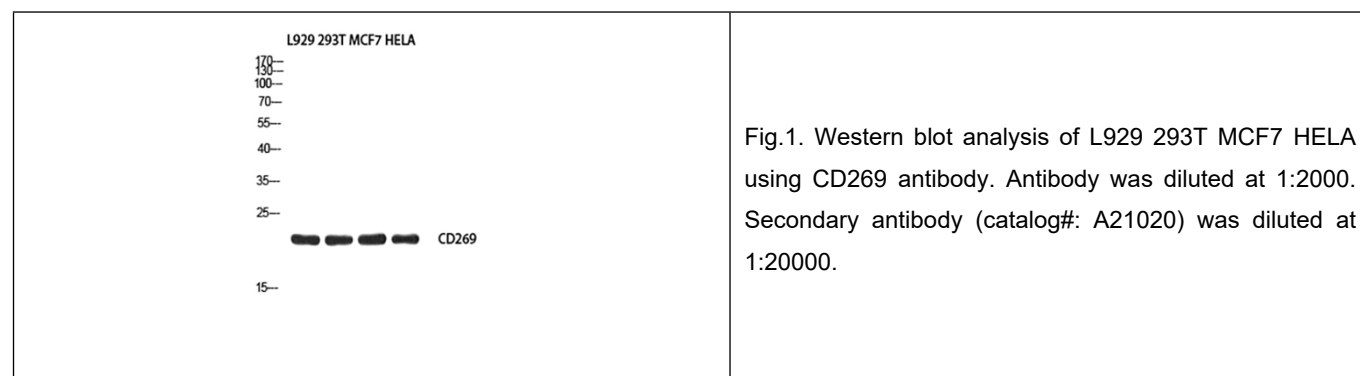 L929 293T MCF7 HELA
170
130
100
70
55
40
35
25
CD269
15
Fig.1. Western blot analysis of L929 293T MCF7 HELA
using CD269 antibody. Antibody was diluted at 1:2000.
Secondary antibody (catalog#: A21020) was diluted at
1:20000.